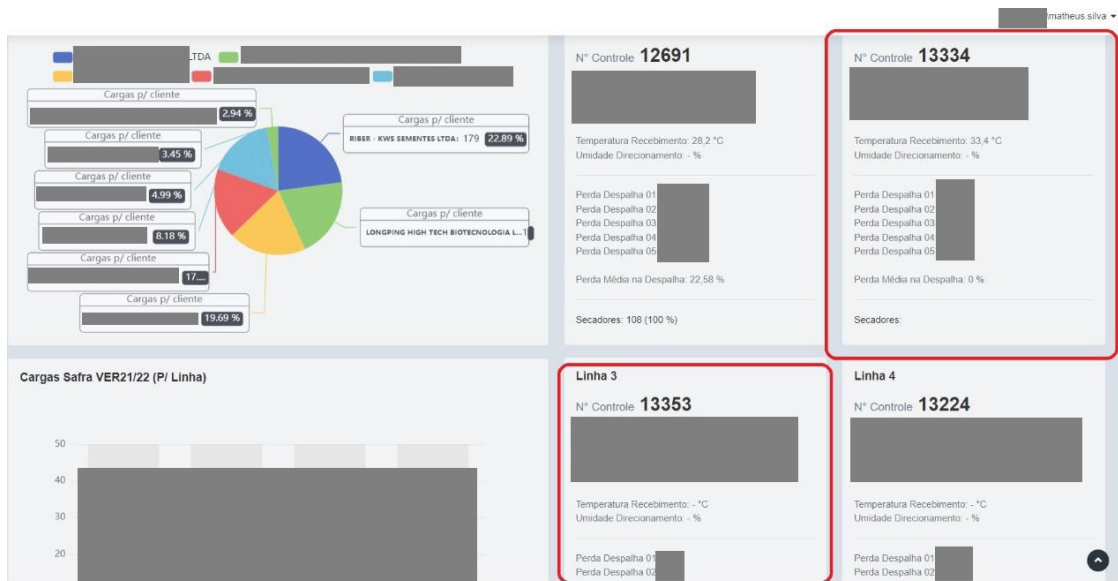 \matheus.silva
LTDA
Cargas p/ cliente
2.94 %
Cargas p/ cliente
3.45 %
Cargas p/ cliente
4.99 %
Cargas p/ cliente
8.18 %
Cargas p/ cliente
17....
Cargas p/ cliente
19.69 %
Cargas p/ cliente
RIBER - KWS SEMENTES LTDA: 179 22.89 %
Cargas p/ cliente
LONGPING HIGH TECH BIOTECNOLOGIA L... 1
N° Controle 12691
Temperatura Recebimento: 28,2 °C
Umidade Direcionamento: - %
Perda Despalha 01
Perda Despalha 02
Perda Despalha 03
Perda Despalha 04
Perda Despalha 05
Perda Média na Despalha: 22,58 %
Secadores: 108 (100 %)
N° Controle 13334
Temperatura Recebimento: 33,4 °C
Umidade Direcionamento: - %
Perda Despalha 01
Perda Despalha 02
Perda Despalha 03
Perda Despalha 04
Perda Despalha 05
Perda Média na Despalha: 0 %
Secadores:
Cargas Safra VER21/22 (P/ Linha)
50
40
30
20
Linha 3
N° Controle 13353
Temperatura Recebimento: - °C
Umidade Direcionamento: - %
Perda Despalha 01
Perda Despalha 02
Linha 4
N° Controle 13224
Temperatura Recebimento: - °C
Umidade Direcionamento: - %
Perda Despalha 01
Perda Despalha 02